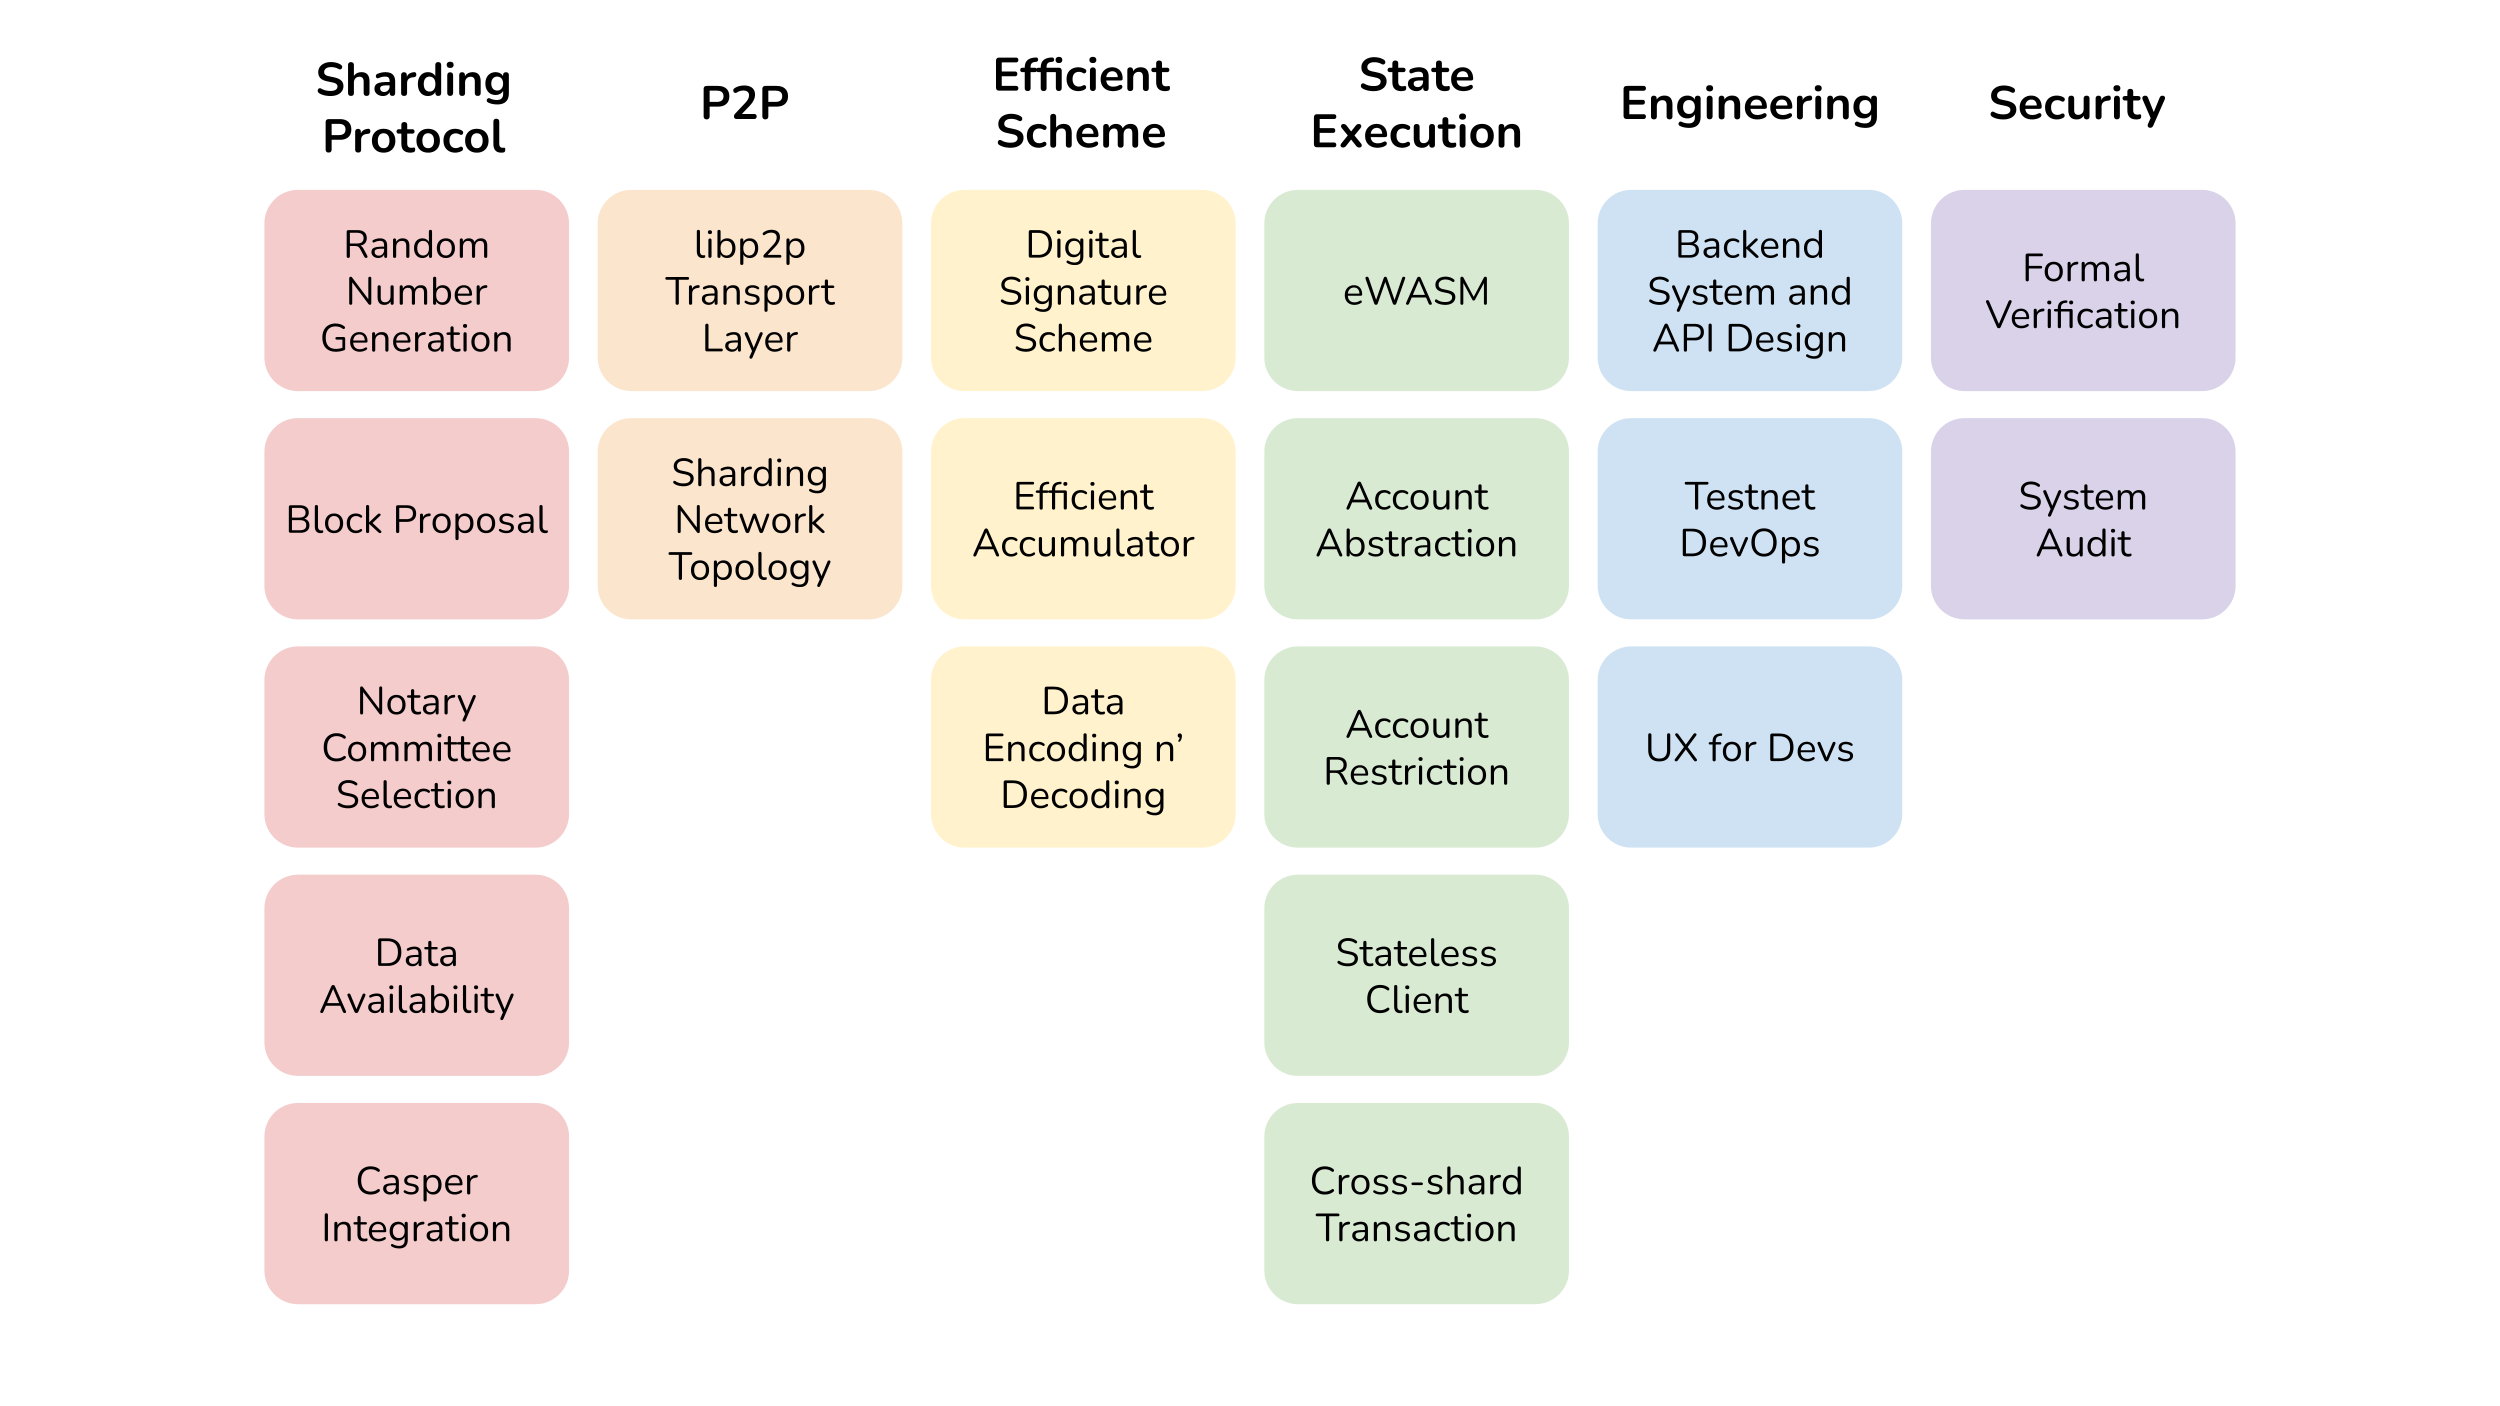 Sharding
Protocol
P2P
Efficient
Scheme
State
Execution
Engineering
Security
Random
Number
Generation
libp2p
Transport
Layer
Digital
Signature
Scheme
eWASM
Backend
System and
API Design
Formal
Verification
Block Proposal
Sharding
Network
Topology
Efficient
Accumulator
Account
Abstraction
Testnet
DevOps
System
Audit
Notary
Committee
Selection
Data
Encoding n’
Decoding
Account
Restriction
UX for Devs
Data
Availability
Stateless
Client
Casper
Integration
Cross-shard
Transaction